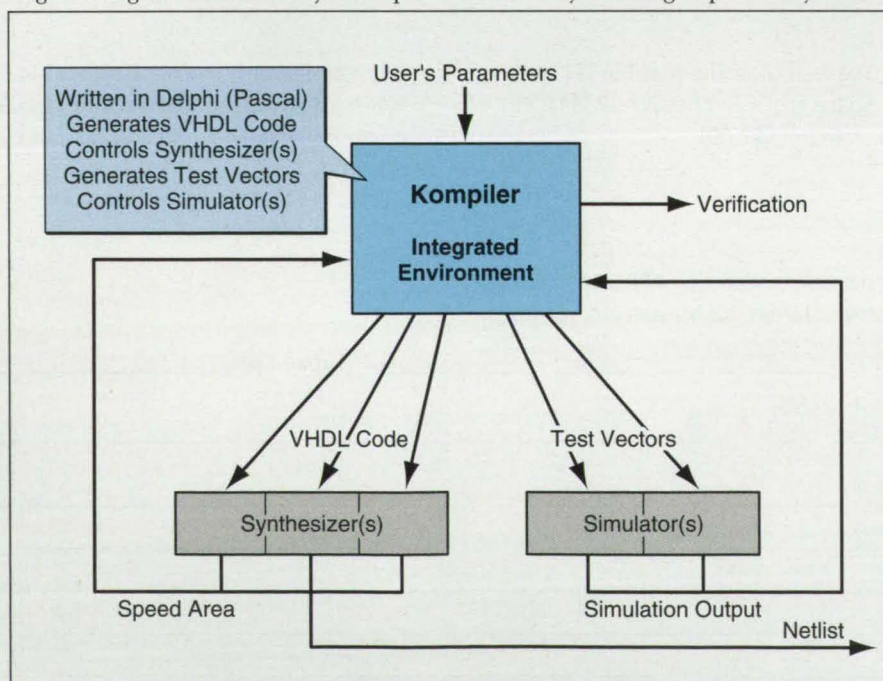 User's Parameters
Written in Delphi (Pascal)
Generates VHDL Code
Controls Synthesizer(s)
Generates Test Vectors
Controls Simulator(s)
Kompiler
Integrated
Environment
Verification
VHDL Code
Test Vectors
Synthesizer(s)
Simulator(s)
Speed Area
Simulation Output
Netlist